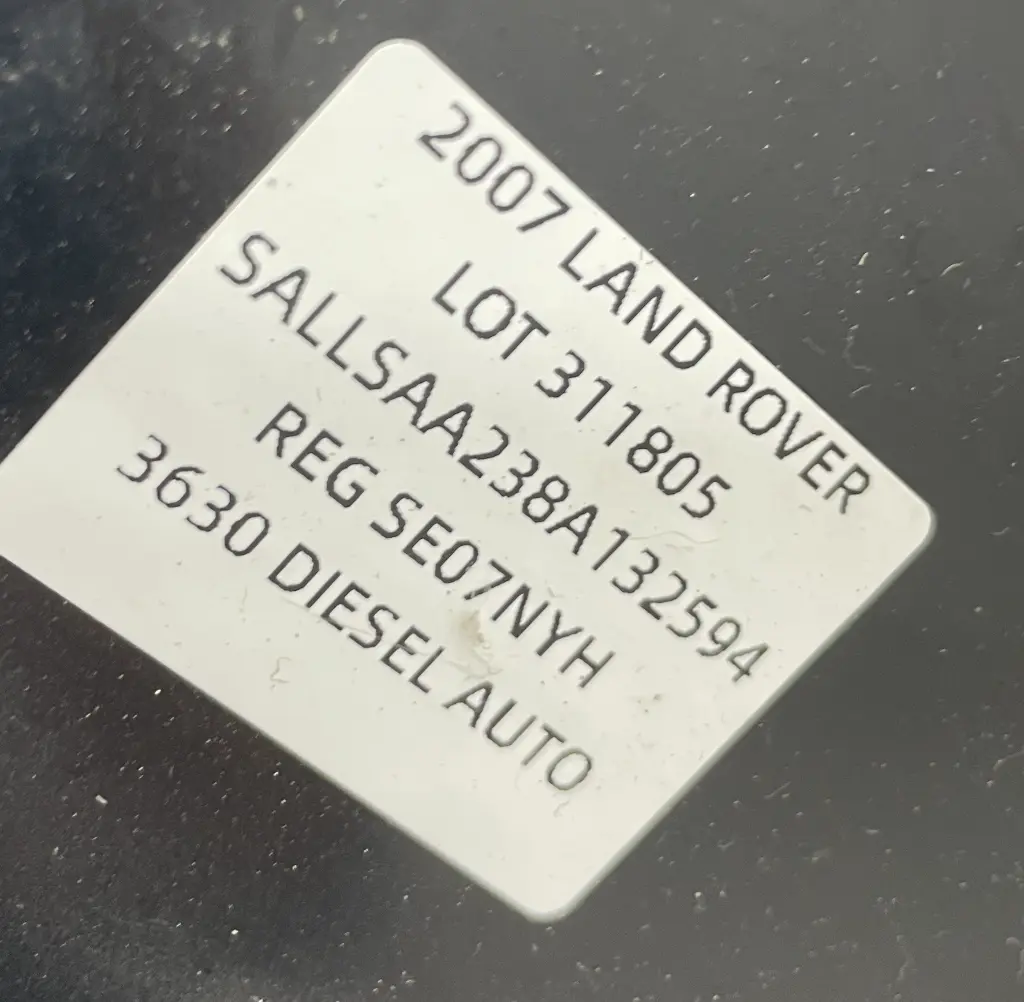 2007 LAND ROVER
LOT 311805
SALLSAA238A132594
REG SE07NYH
3630 DIESEL AUTO